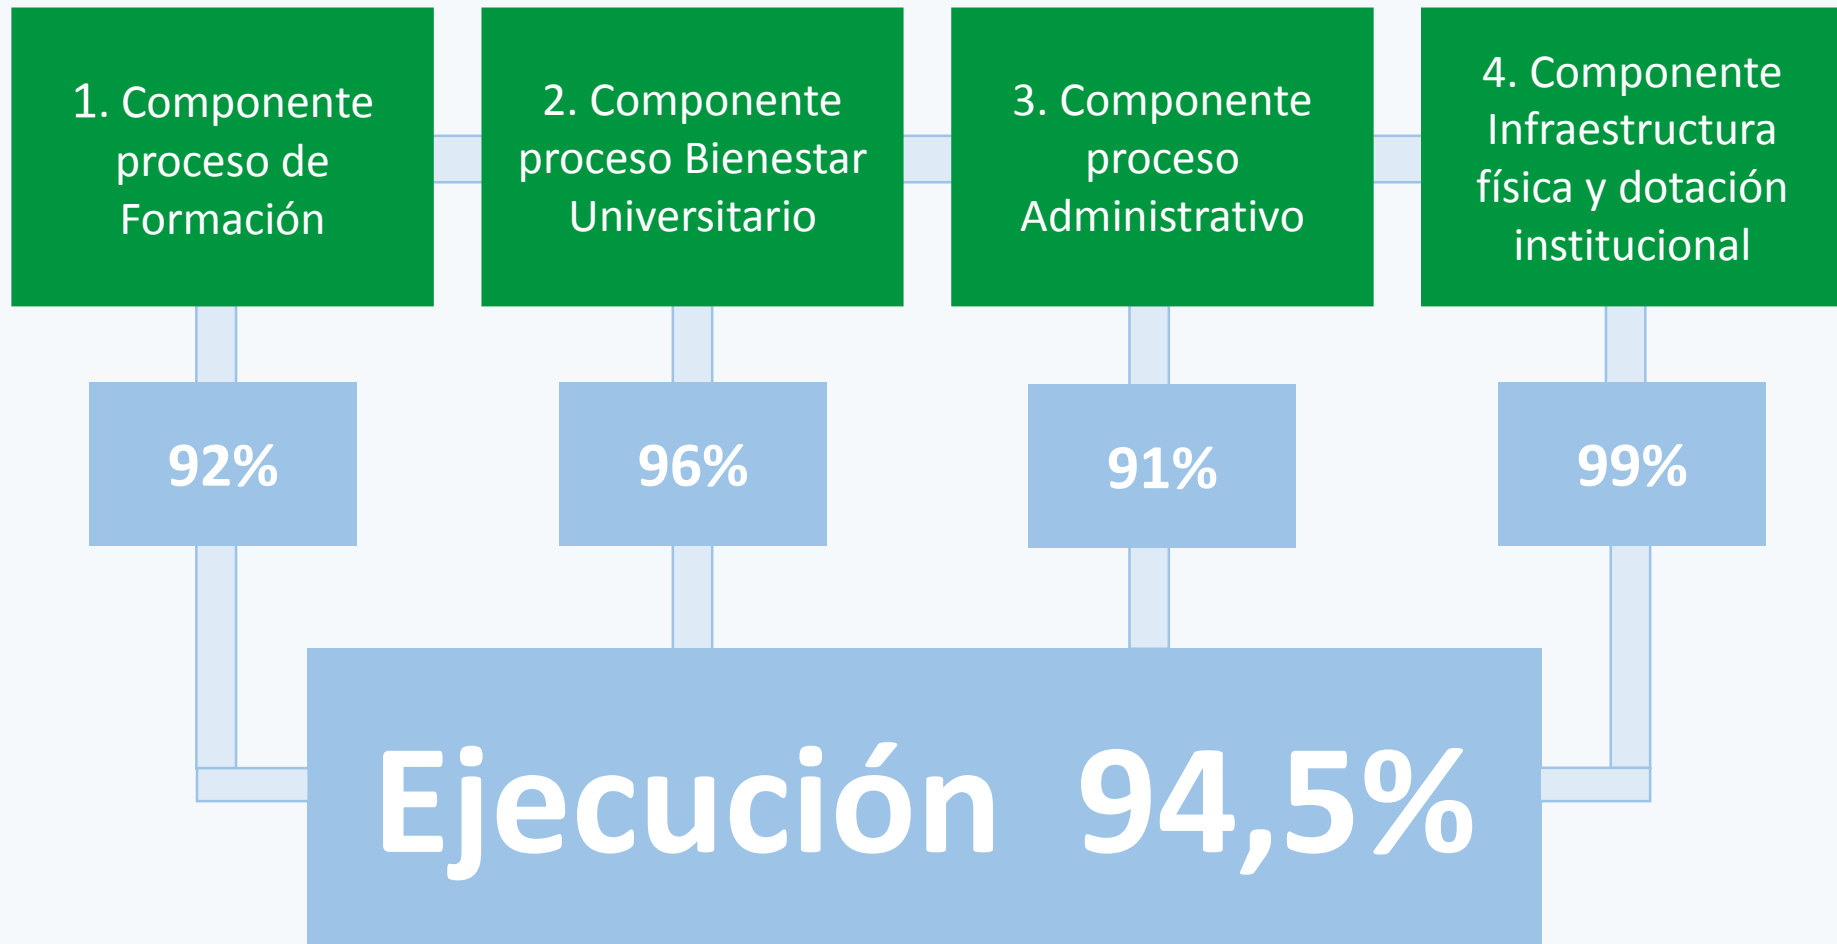 1. Componente
proceso de
Formación
2. Componente
proceso Bienestar
Universitario
3. Componente
proceso
Administrativo
4. Componente
Infraestructura
física y dotación
institucional
92%
96%
91%
99%
Ejecución 94,5%